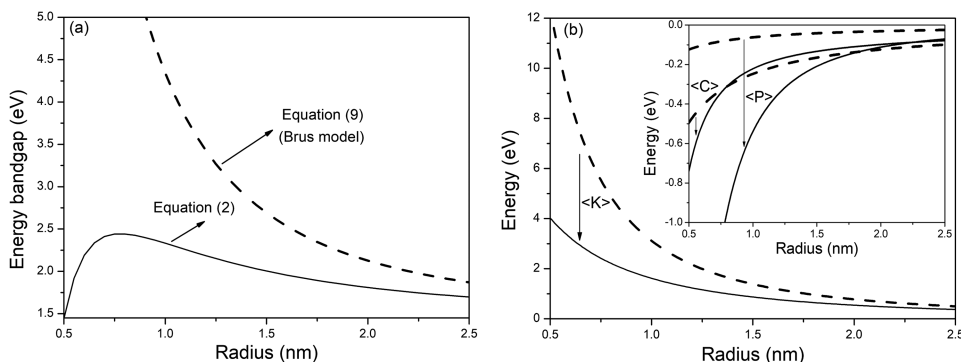 (a)
Energy bandgap (eV)
5.0
4.5
4.0
3.5
3.0
2.5
2.0
1.5
Equation (9)
(Brus model)
Equation (2)
0.5 1.0 1.5 2.0 2.5
Radius (nm)
(b)
Energy (eV)
12
10
8
6
4
2
0
<K>
0.5 1.0 1.5 2.0 2.5
Radius (nm)
Energy (eV)
0.0
-0.2
-0.4
-0.6
-0.8
-1.0
<C>
<P>
0.5 1.0 1.5 2.0 2.5
Radius (nm)